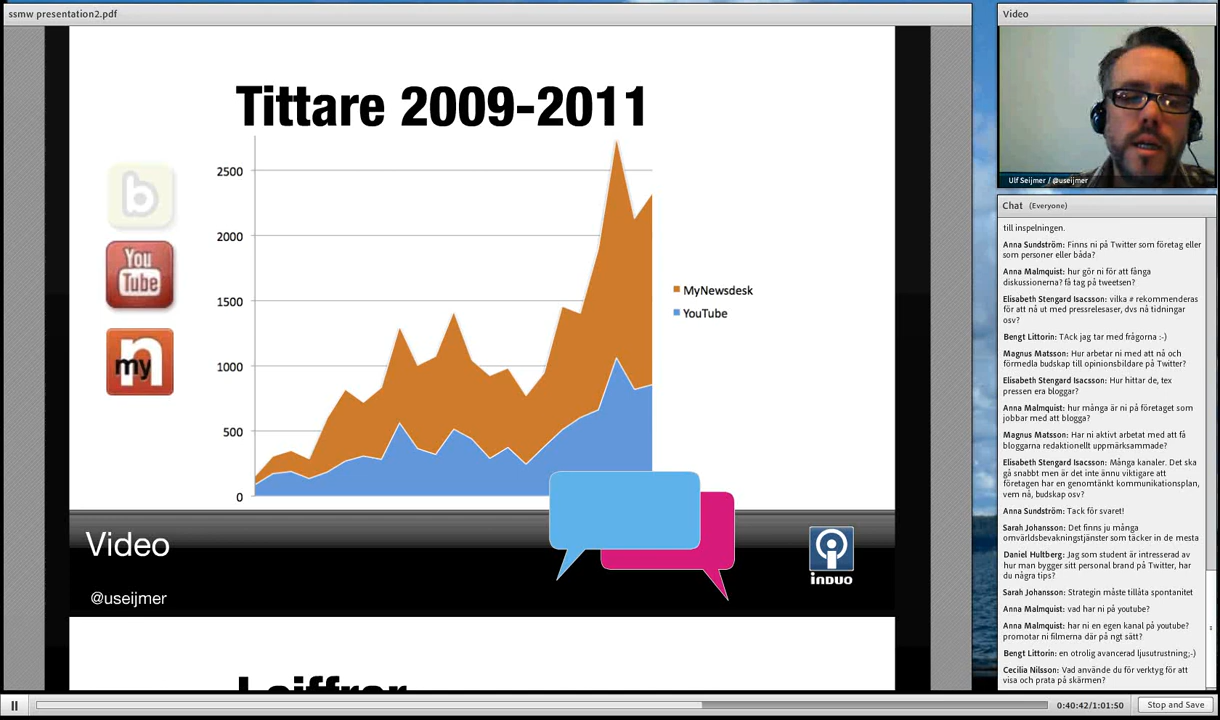 ssmw presentation2.pdf
Tittare 2009-2011
2500
2000
1500
1000
500
0
b
You
Tube
my
n
MyNewsdesk
YouTube
Video
@useijmer
INDUO
Video
Ulf Seijmer / @useijmer
Chat (Everyone)
till inspelningen.
Anna Sundström: Finns ni på Twitter som företag eller
som personer eller båda?
Anna Malmquist: hur gör ni för att fånga
diskussionerna? få tag på tweetsen?
Elisabeth Stengard Isacsson: vilka # rekommenderas
för att nå ut med pressrelesaser, dvs nå tidningar
osv?
Bengt Littorin: TAck jag tar med frågorna :-)
Magnus Matsson: Hur arbetar ni med att nå och
förmedla budskap till opinionsbildare på Twitter?
Elisabeth Stengard Isacsson: Hur hittar de, tex
pressen era bloggar?
Anna Malmquist: hur många är ni på företaget som
jobbar med att blogga?
Magnus Matsson: Har ni aktivt arbetat med att få
bloggarna redaktionellt uppmärksammade?
Elisabeth Stengard Isacsson: Många kanaler. Det ska
gå snabbt men är det inte ännu viktigare att
företagen har en genomtänkt kommunikationsplan,
vem nå, budskap osv?
Anna Sundström: Tack för svaret!
Sarah Johansson: Det finns ju många
omvärldsbevakningstjänster som täcker in de mesta
Daniel Hultberg: Jag som student är intresserad av
hur man bygger sitt personal brand på Twitter, har
du några tips?
Sarah Johansson: Strategin måste tillåta spontanitet
Anna Malmquist: vad har ni på youtube?
Anna Malmquist: har ni en egen kanal på youtube?
promotar ni filmerna där på ngt sätt?
Bengt Littorin: en otrolig avancerad ljusutrustning;-)
Cecilia Nilsson: Vad använde du för verktyg för att
visa och prata på skärmen?
0:40:42/1:01:50
Stop and Save